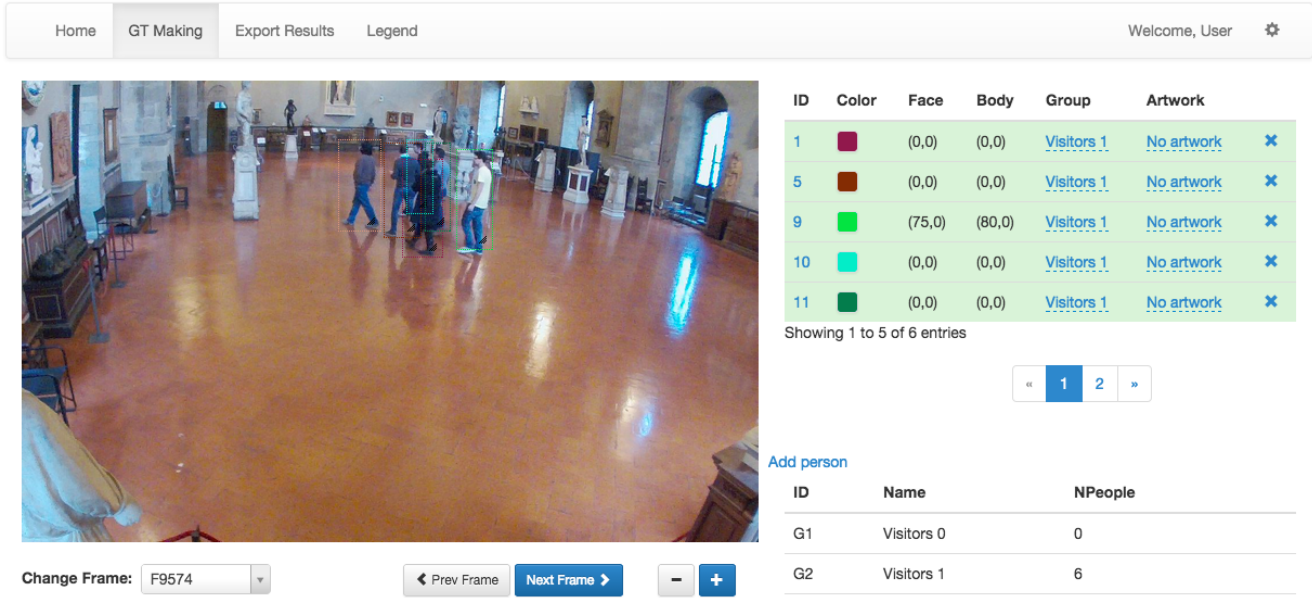 Home GT Making Export Results Legend Welcome, User
ID Color Face Body Group Artwork
1 (0,0) (0,0) Visitors 1 No artwork
5 (0,0) (0,0) Visitors 1 No artwork
9 (75,0) (80,0) Visitors 1 No artwork
10 (0,0) (0,0) Visitors 1 No artwork
11 (0,0) (0,0) Visitors 1 No artwork
Showing 1 to 5 of 6 entries
« 1 2 »
Add person
ID Name NPeople
G1 Visitors 0 0
G2 Visitors 1 6
Change Frame: F9574 Prev Frame Next Frame - +